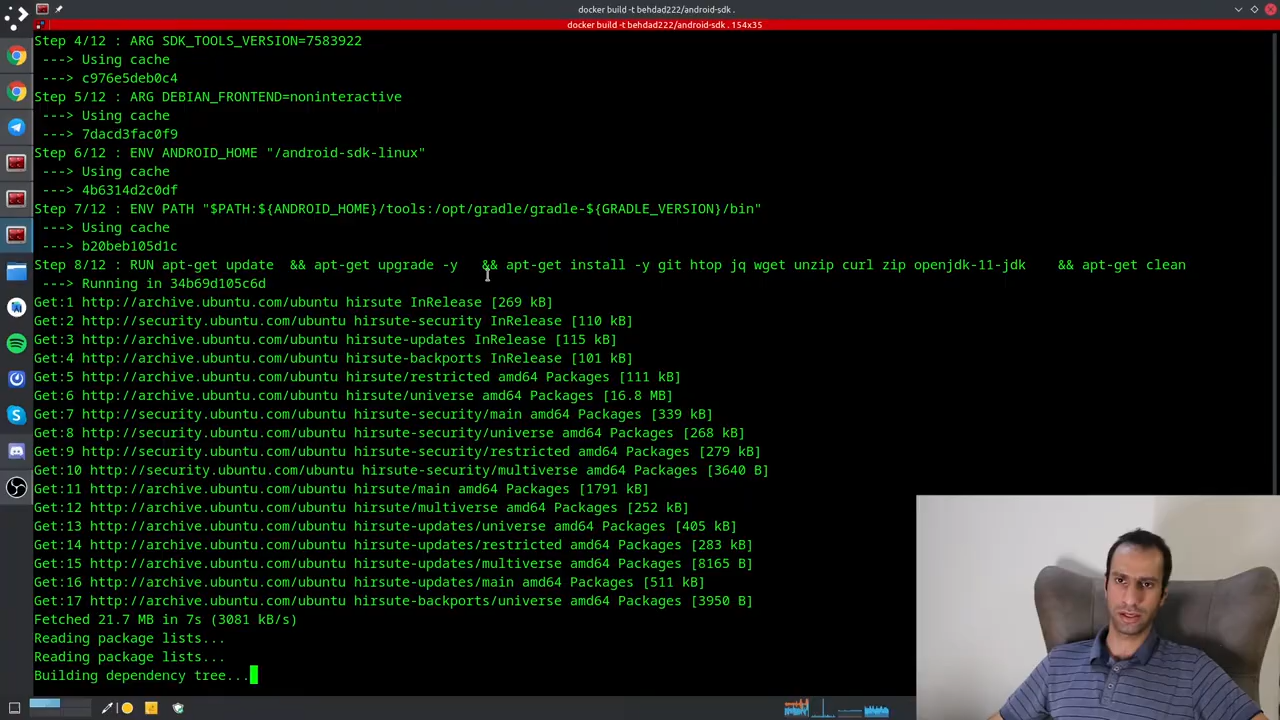 docker build -t behdad222/android-sdk .
docker build -t behdad222/android-sdk . 154x35
Step 4/12 : ARG SDK_TOOLS_VERSION=7583922
---> Using cache
---> c976e5deb0c4
Step 5/12 : ARG DEBIAN_FRONTEND=noninteractive
---> Using cache
---> 7dacd3fac0f9
Step 6/12 : ENV ANDROID_HOME "/android-sdk-linux"
---> Using cache
---> 4b6314d2c0df
Step 7/12 : ENV PATH "$PATH:${ANDROID_HOME}/tools:/opt/gradle/gradle-${GRADLE_VERSION}/bin"
---> Using cache
---> b20beb105d1c
Step 8/12 : RUN apt-get update  && apt-get upgrade -y   && apt-get install -y git htop jq wget unzip curl zip openjdk-11-jdk    && apt-get clean
---> Running in 34b69d105c6d
Get:1 http://archive.ubuntu.com/ubuntu hirsute InRelease [269 kB]
Get:2 http://security.ubuntu.com/ubuntu hirsute-security InRelease [110 kB]
Get:3 http://archive.ubuntu.com/ubuntu hirsute-updates InRelease [115 kB]
Get:4 http://archive.ubuntu.com/ubuntu hirsute-backports InRelease [101 kB]
Get:5 http://archive.ubuntu.com/ubuntu hirsute/restricted amd64 Packages [111 kB]
Get:6 http://archive.ubuntu.com/ubuntu hirsute/universe amd64 Packages [16.8 MB]
Get:7 http://security.ubuntu.com/ubuntu hirsute-security/main amd64 Packages [339 kB]
Get:8 http://security.ubuntu.com/ubuntu hirsute-security/universe amd64 Packages [268 kB]
Get:9 http://security.ubuntu.com/ubuntu hirsute-security/restricted amd64 Packages [279 kB]
Get:10 http://security.ubuntu.com/ubuntu hirsute-security/multiverse amd64 Packages [3640 B]
Get:11 http://archive.ubuntu.com/ubuntu hirsute/main amd64 Packages [1791 kB]
Get:12 http://archive.ubuntu.com/ubuntu hirsute/multiverse amd64 Packages [252 kB]
Get:13 http://archive.ubuntu.com/ubuntu hirsute-updates/universe amd64 Packages [405 kB]
Get:14 http://archive.ubuntu.com/ubuntu hirsute-updates/restricted amd64 Packages [283 kB]
Get:15 http://archive.ubuntu.com/ubuntu hirsute-updates/multiverse amd64 Packages [8165 B]
Get:16 http://archive.ubuntu.com/ubuntu hirsute-updates/main amd64 Packages [511 kB]
Get:17 http://archive.ubuntu.com/ubuntu hirsute-backports/universe amd64 Packages [3950 B]
Fetched 21.7 MB in 7s (3081 kB/s)
Reading package lists...
Reading package lists...
Building dependency tree...